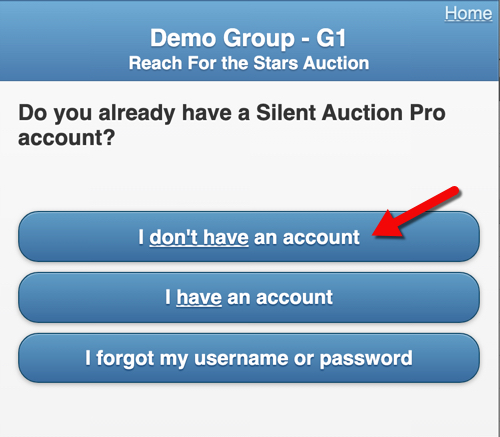 Home
Demo Group - G1
Reach For the Stars Auction
Do you already have a Silent Auction Pro
account?
I don't have an account
I have an account
I forgot my username or password